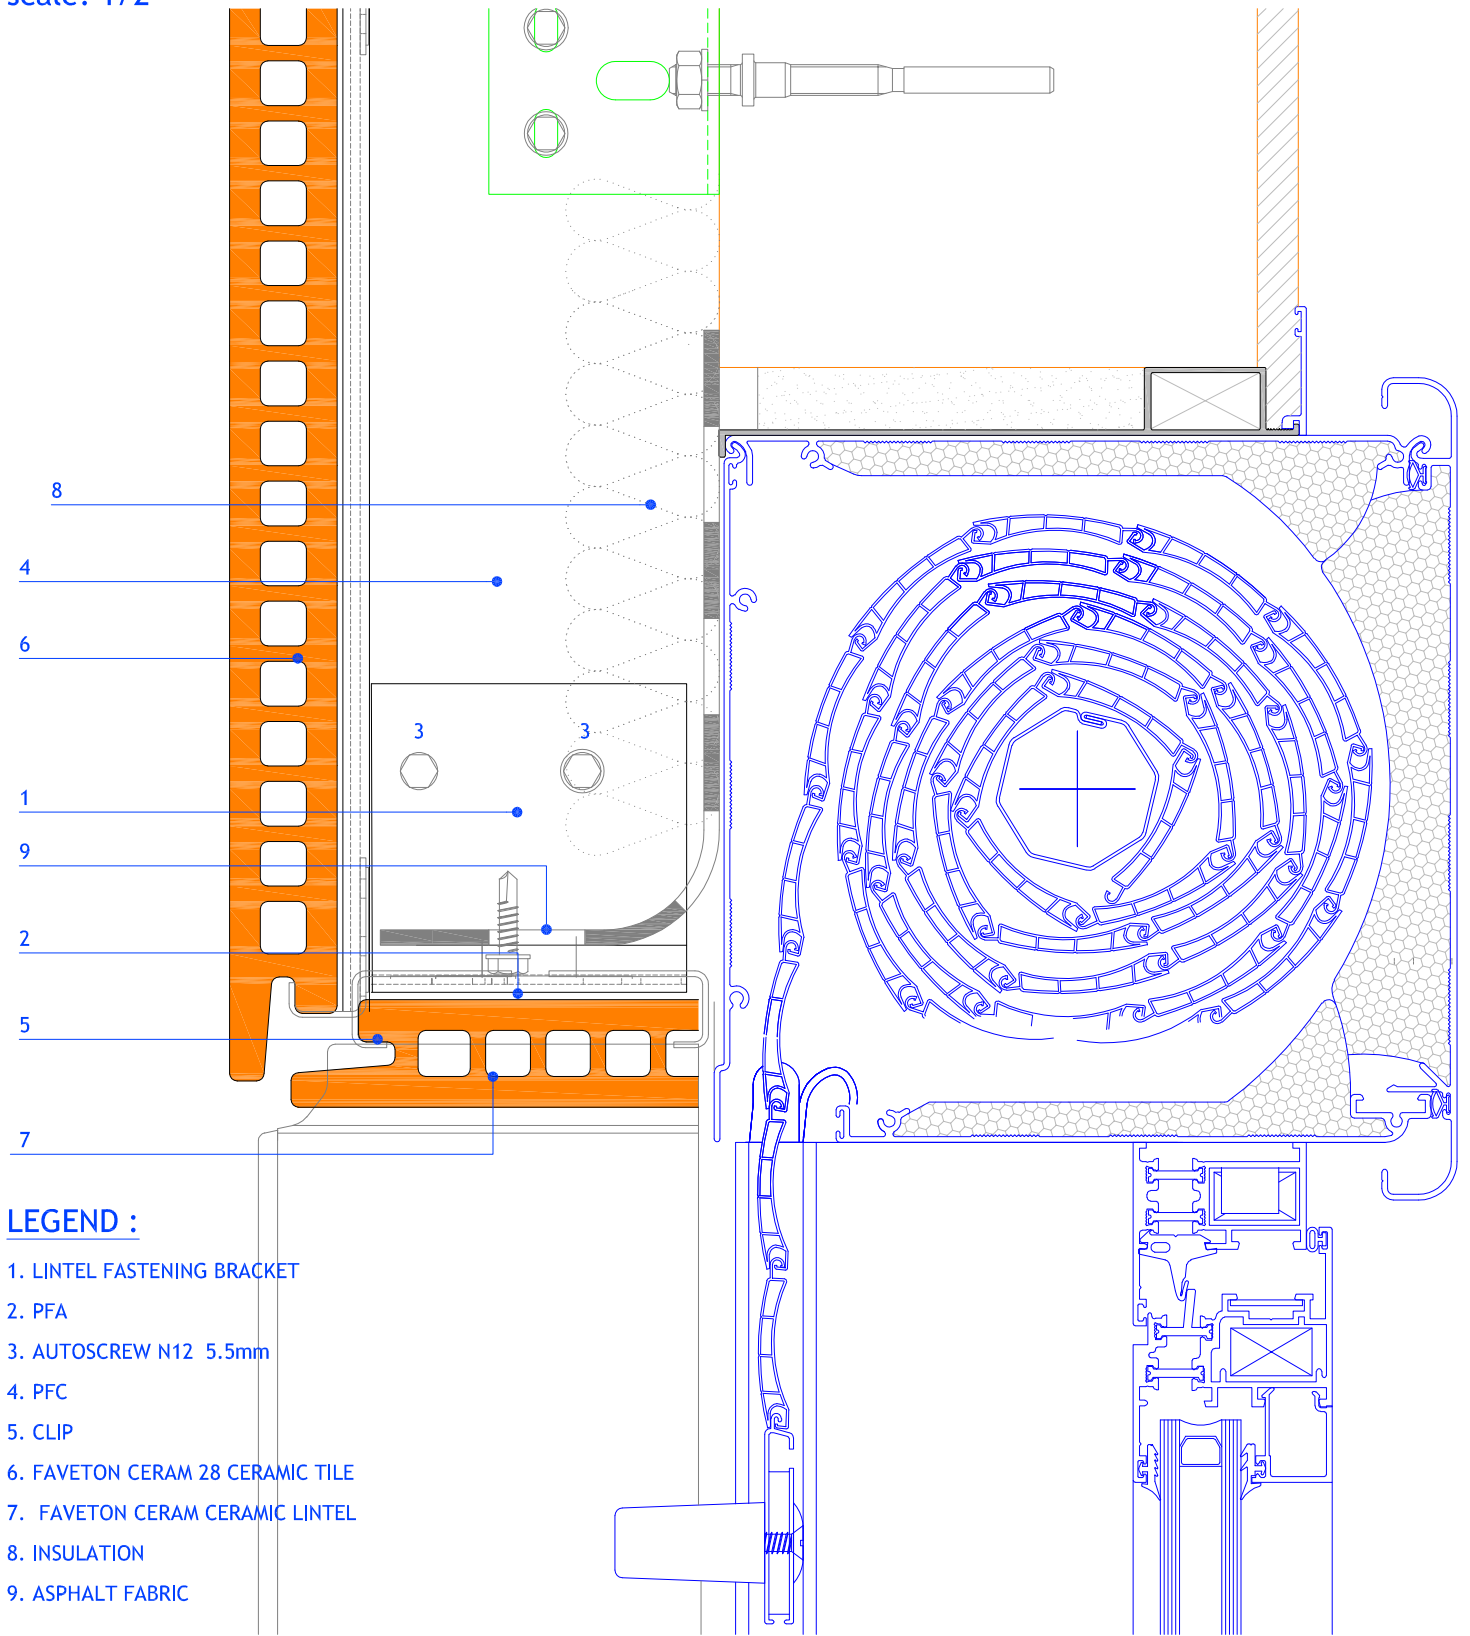 scale: 1/2
8
4
6
3 3
1
9
2
5
7
LEGEND :
1. LINTEL FASTENING BRACKET
2. PFA
3. AUTOSCREW N12 5.5mm
4. PFC
5. CLIP
6. FAVETON CERAM 28 CERAMIC TILE
7. FAVETON CERAM CERAMIC LINTEL
8. INSULATION
9. ASPHALT FABRIC